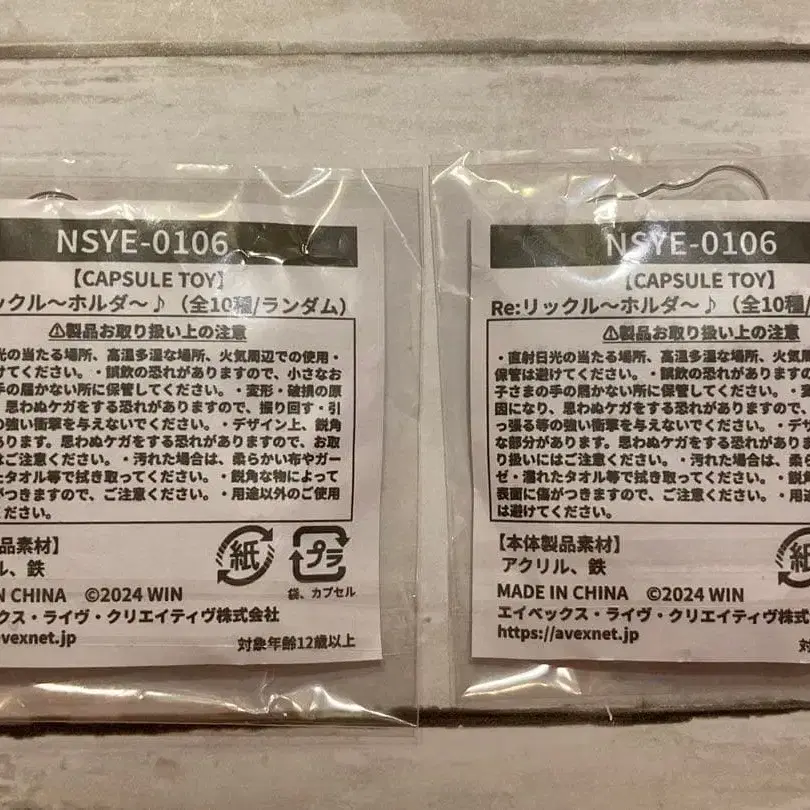 NSYE-0106
【CAPSULE TOY】
ックル〜ホルダ〜♪（全10種/ランダム）
⚠製品お取り扱い上の注意
光の当たる場所、高温多湿な場所、火気周辺での使用・
けてください。・誤飲の恐れがありますので、小さなお
手の届かない所に保管してください。・変形・破損の原
、思わぬケガをする恐れがありますので、振り回す・引
の強い衝撃を与えないでください。・デザイン上、鋭角
あります。思わぬケガをする恐れがありますので、お取
はご注意ください。・汚れた場合は、柔らかい布やガー
たタオル等で拭き取ってください。・鋭角な物によって
がつきますので、ご注意ください。・用途以外のご使用
ださい。
品素材】
ル、鉄
紙
プラ
袋、カプセル
N CHINA ©2024 WIN
ックス・ライヴ・クリエイティヴ株式会社
vexnet.jp
対象年齢12歳以上
NSYE-0106
【CAPSULE TOY】
Re:リックル〜ホルダ〜♪（全10種/
⚠製品お取り扱い上の注意
・直射日光の当たる場所、高温多湿な場所、火気周辺
保管は避けてください。・誤飲の恐れがありますの
子さまの手の届かない所に保管してください。・変
因になり、思わぬケガをする恐れがありますので、
っ張る等の強い衝撃を与えないでください。・デザ
な部分があります。思わぬケガをする恐れがありま
り扱いにはご注意ください。・汚れた場合は、柔ら
ゼ・濡れたタオル等で拭き取ってください。・鋭角
表面に傷がつきますので、ご注意ください。・用途
は避けてください。
【本体製品素材】
アクリル、鉄
紙
MADE IN CHINA ©2024 WIN
エイベックス・ライヴ・クリエイティヴ株式
https://avexnet.jp
対